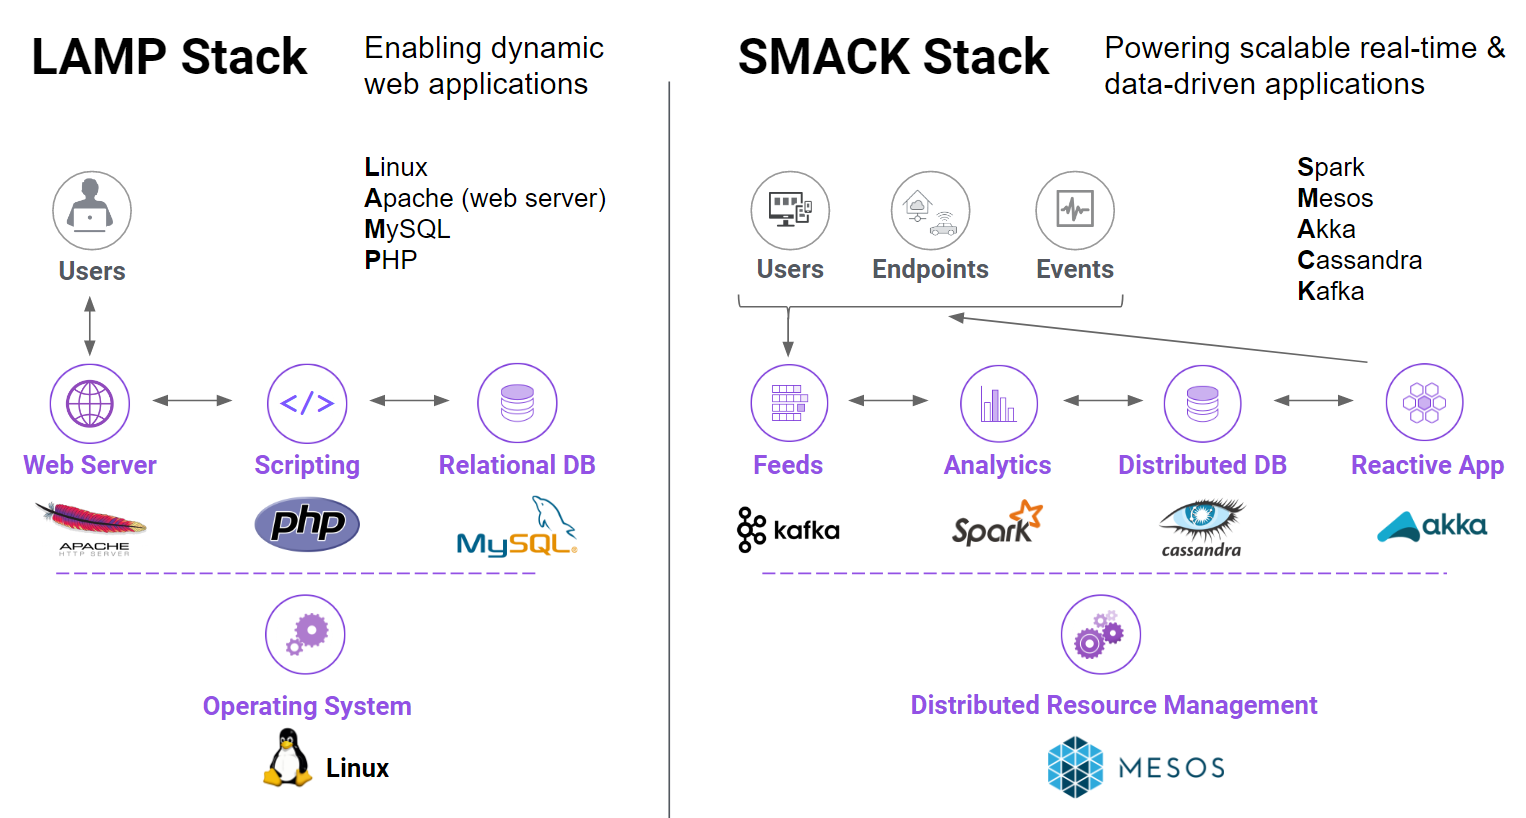 LAMP Stack
Enabling dynamic
web applications
Linux
Apache (web server)
MySQL
PHP
Users
Web Server
Scripting
Relational DB
</>
APACHE
HTTP SERVER
php
MySQL®
Operating System
Linux
SMACK Stack
Powering scalable real-time &
data-driven applications
Spark
Mesos
Akka
Cassandra
Kafka
Users
Endpoints
Events
Feeds
Analytics
Distributed DB
Reactive App
kafka
Spark
cassandra
akka
Distributed Resource Management
MESOS